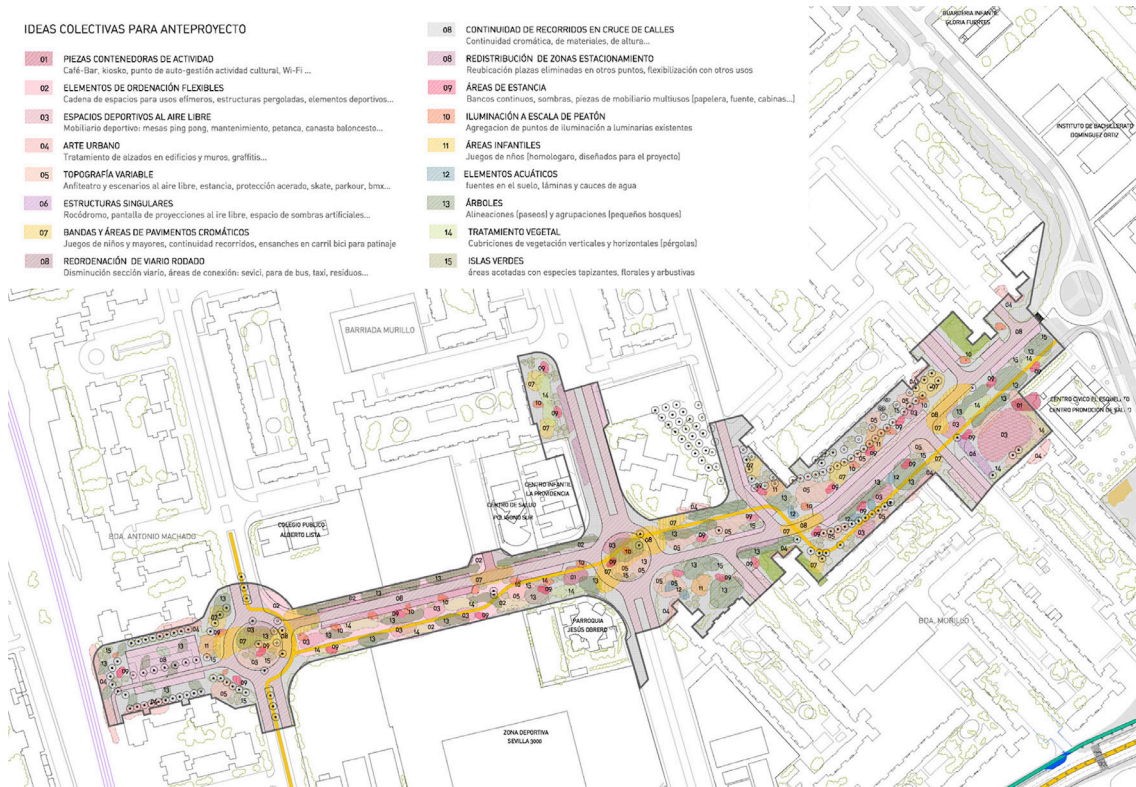 IDEAS COLECTIVAS PARA ANTEPROYECTO
01 PIEZAS CONTENEDORAS DE ACTIVIDAD
Café-Bar, kiosko, punto de auto-gestión actividad cultural, Wi-Fi ...
02 ELEMENTOS DE ORDENACIÓN FLEXIBLES
Cadena de espacios para usos efímeros, estructuras pergoladas, elementos deportivos...
03 ESPACIOS DEPORTIVOS AL AIRE LIBRE
Mobiliario deportivo: mesas ping pong, mantenimiento, petanca, canasta baloncesto...
04 ARTE URBANO
Tratamiento de alzados en edificios y muros, graffitis...
05 TOPOGRAFÍA VARIABLE
Anfiteatro y escenarios al aire libre, estancia, protección acerado, skate, parkour, bmx...
06 ESTRUCTURAS SINGULARES
Rocódromo, pantalla de proyecciones al ire libre, espacio de sombras artificiales...
07 BANDAS Y ÁREAS DE PAVIMENTOS CROMÁTICOS
Juegos de niños y mayores, continuidad recorridos, ensanches en carril bici para patinaje
08 REORDENACIÓN DE VIARIO RODADO
Disminución sección viario, áreas de conexión: sevici, para de bus, taxi, residuos...
08 CONTINUIDAD DE RECORRIDOS EN CRUCE DE CALLES
Continuidad cromática, de materiales, de altura...
08 REDISTRIBUCIÓN DE ZONAS ESTACIONAMIENTO
Reubicación plazas eliminadas en otros puntos, flexibilización con otros usos
09 ÁREAS DE ESTANCIA
Bancos continuos, sombras, piezas de mobiliario multiusos (papelera, fuente, cabinas...)
10 ILUMINACIÓN A ESCALA DE PEATÓN
Agregacion de puntos de iluminación a luminarias existentes
11 ÁREAS INFANTILES
Juegos de nños (homologaro, diseñados para el proyecto)
12 ELEMENTOS ACUÁTICOS
fuentes en el suelo, láminas y cauces de agua
13 ÁRBOLES
Alineaciones (paseos) y agrupaciones (pequeños bosques)
14 TRATAMIENTO VEGETAL
Cubriciones de vegetación verticales y horizontales (pérgolas)
15 ISLAS VERDES
áreas acotadas con especies tapizantes, florales y arbustivas
GUARDERIA INFANTIL
GLORIA FUERTES
INSTITUTO DE BACHILLERATO
DOMÍNGUEZ ORTIZ
BARRIADA MURILLO
CENTRO CÍVICO EL ESQUELETO
CENTRO PROMOCIÓN DE SALUD
CENTRO INFANTIL
LA PROVIDENCIA
CENTRO DE SALUD
POLÍGONO SUR
COLEGIO PUBLICO
ALBERTO LISTA
BDA. ANTONIO MACHADO
PARROQUIA
JESÚS OBRERO
BDA. MURILLO
ZONA DEPORTIVA
SEVILLA 3000